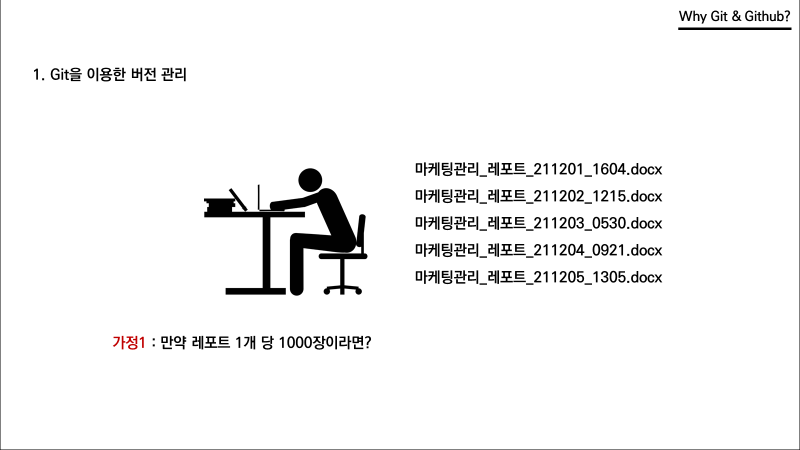 Why Git & Github?
1. Git을 이용한 버전 관리
마케팅관리_레포트_211201_1604.docx
마케팅관리_레포트_211202_1215.docx
마케팅관리_레포트_211203_0530.docx
마케팅관리_레포트_211204_0921.docx
마케팅관리_레포트_211205_1305.docx
가정1 : 만약 레포트 1개 당 1000장이라면?